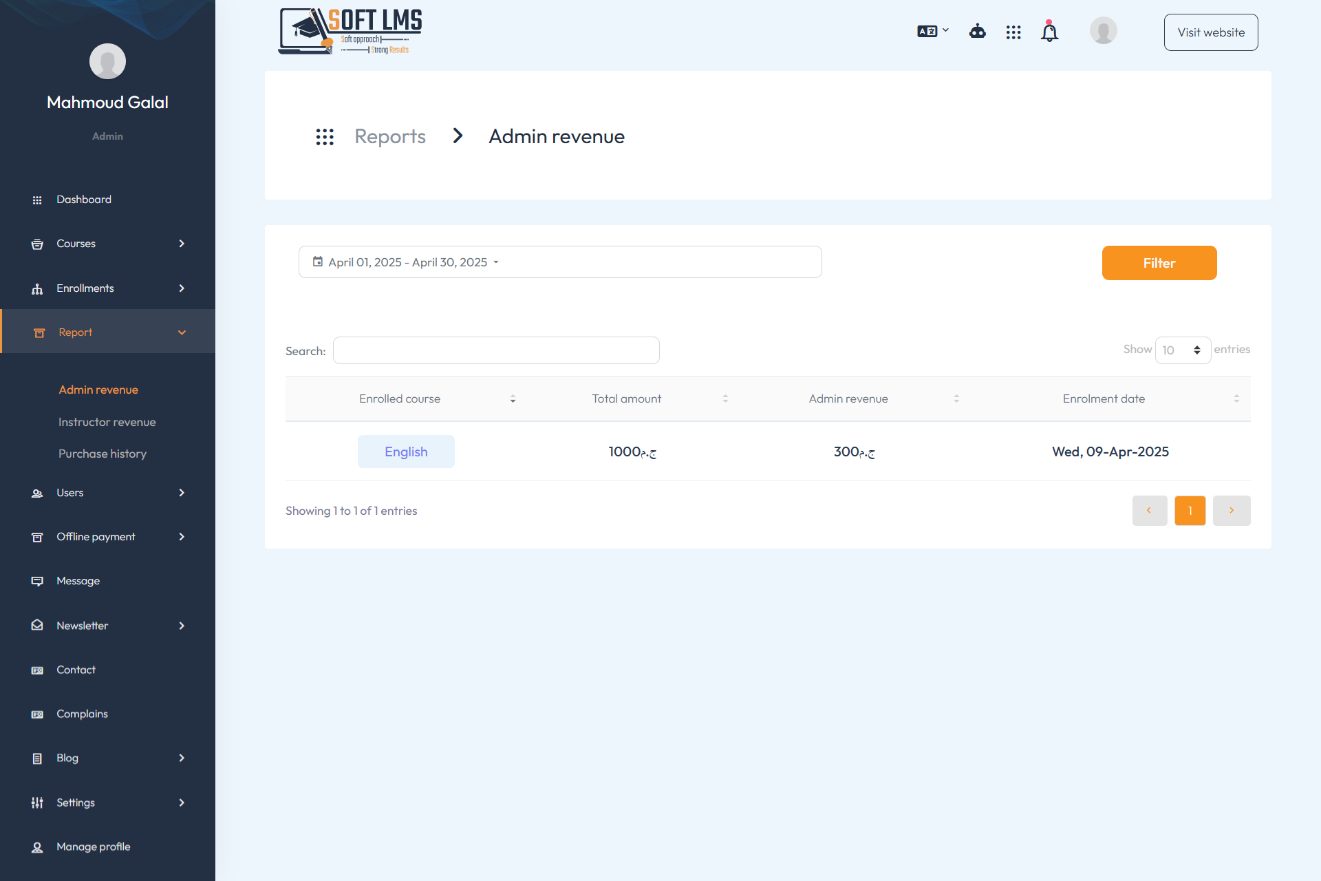 Mahmoud Galal
Admin
Dashboard
Courses
Enrollments
Report
Admin revenue
Instructor revenue
Purchase history
Users
Offline payment
Message
Newsletter
Contact
Complains
Blog
Settings
Manage profile
SOFT LMS
Soft approach
Strong Results
Visit website
Reports > Admin revenue
April 01, 2025 - April 30, 2025
Filter
Search:
Show 10 entries
Enrolled course Total amount Admin revenue Enrolment date
English 1000ج.م 300ج.م Wed, 09-Apr-2025
Showing 1 to 1 of 1 entries
‹ 1 ›